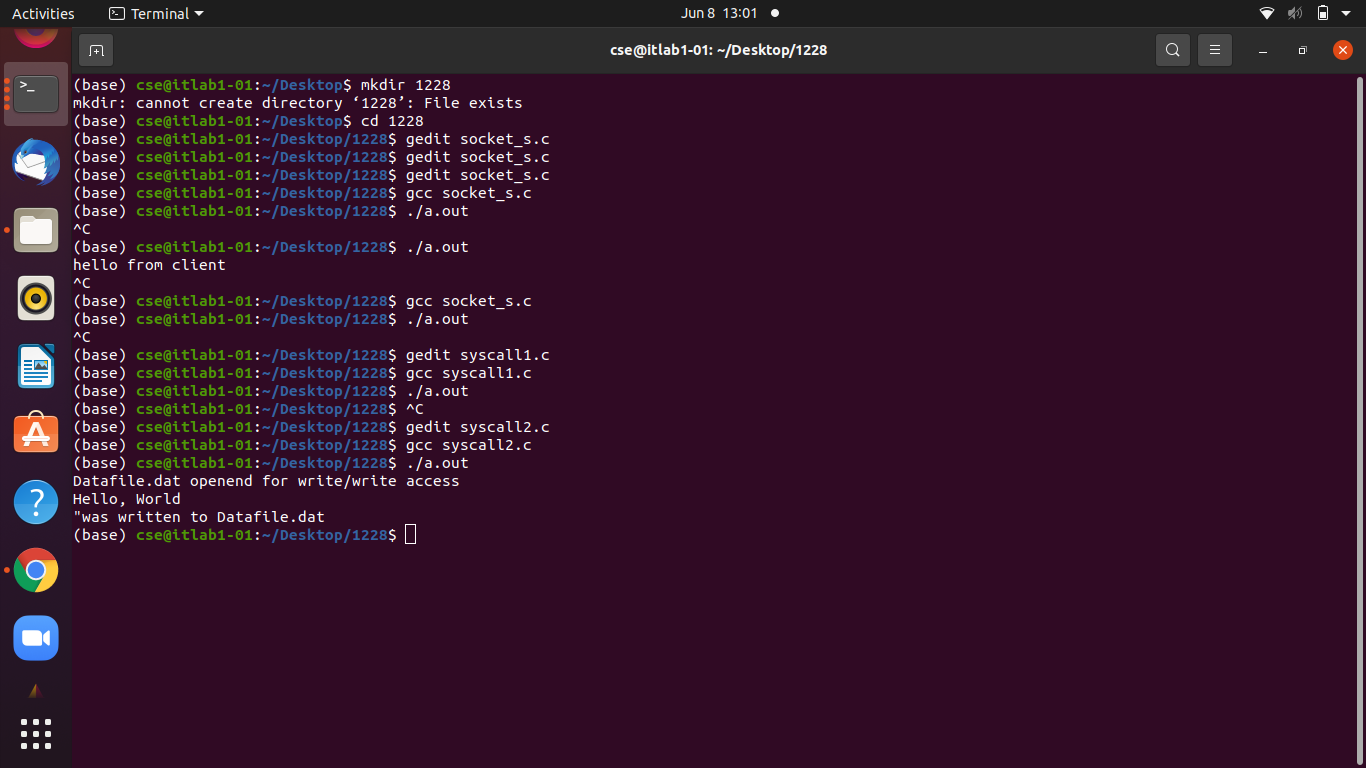 Activities Terminal Jun 8 13:01
cse@itlab1-01: ~/Desktop/1228
(base) cse@itlab1-01:~/Desktop$ mkdir 1228
mkdir: cannot create directory ‘1228’: File exists
(base) cse@itlab1-01:~/Desktop$ cd 1228
(base) cse@itlab1-01:~/Desktop/1228$ gedit socket_s.c
(base) cse@itlab1-01:~/Desktop/1228$ gedit socket_s.c
(base) cse@itlab1-01:~/Desktop/1228$ gedit socket_s.c
(base) cse@itlab1-01:~/Desktop/1228$ gcc socket_s.c
(base) cse@itlab1-01:~/Desktop/1228$ ./a.out
^C
(base) cse@itlab1-01:~/Desktop/1228$ ./a.out
hello from client
^C
(base) cse@itlab1-01:~/Desktop/1228$ gcc socket_s.c
(base) cse@itlab1-01:~/Desktop/1228$ ./a.out
^C
(base) cse@itlab1-01:~/Desktop/1228$ gedit syscall1.c
(base) cse@itlab1-01:~/Desktop/1228$ gcc syscall1.c
(base) cse@itlab1-01:~/Desktop/1228$ ./a.out
(base) cse@itlab1-01:~/Desktop/1228$ ^C
(base) cse@itlab1-01:~/Desktop/1228$ gedit syscall2.c
(base) cse@itlab1-01:~/Desktop/1228$ gcc syscall2.c
(base) cse@itlab1-01:~/Desktop/1228$ ./a.out
Datafile.dat openend for write/write access
Hello, World
"was written to Datafile.dat
(base) cse@itlab1-01:~/Desktop/1228$